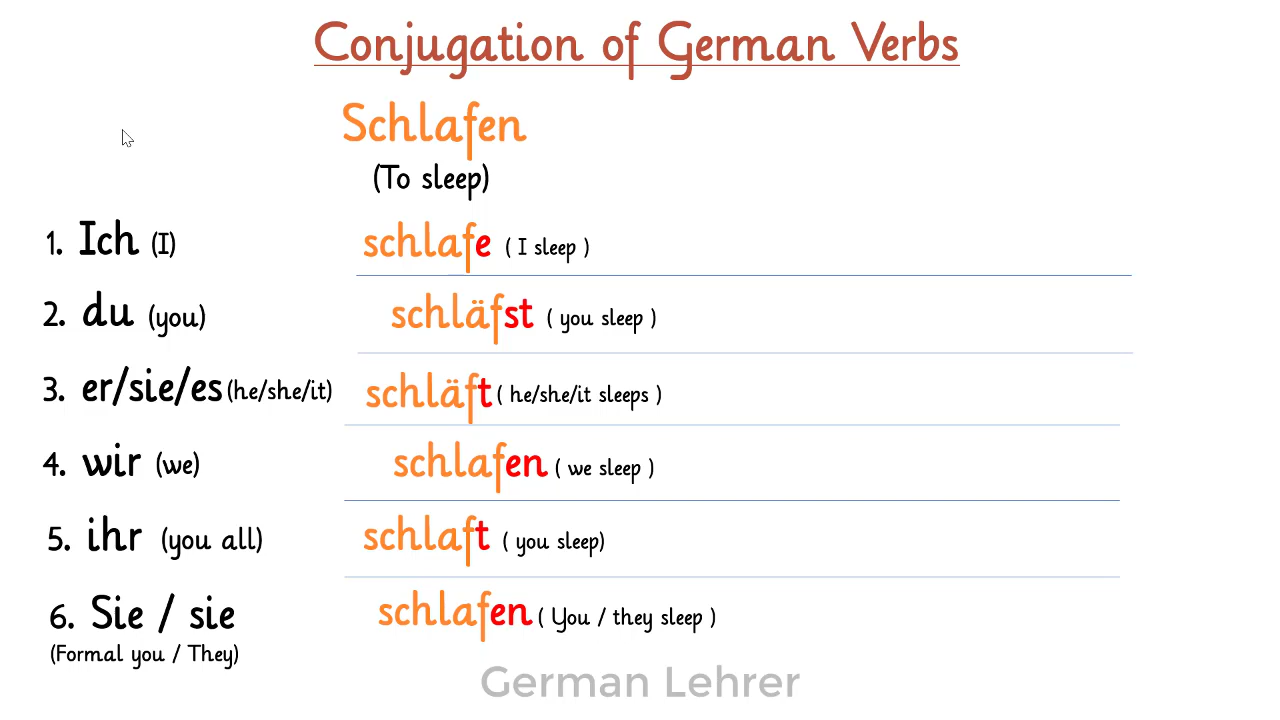 Conjugation of German Verbs
Schlafen
(To sleep)
1. Ich (I) schlafe ( I sleep )
2. du (you) schläfst ( you sleep )
3. er/sie/es (he/she/it) schläft ( he/she/it sleeps )
4. wir (we) schlafen ( we sleep )
5. ihr (you all) schlaft ( you sleep)
6. Sie / sie schlafen ( You / they sleep )
(Formal you / They)
German Lehrer